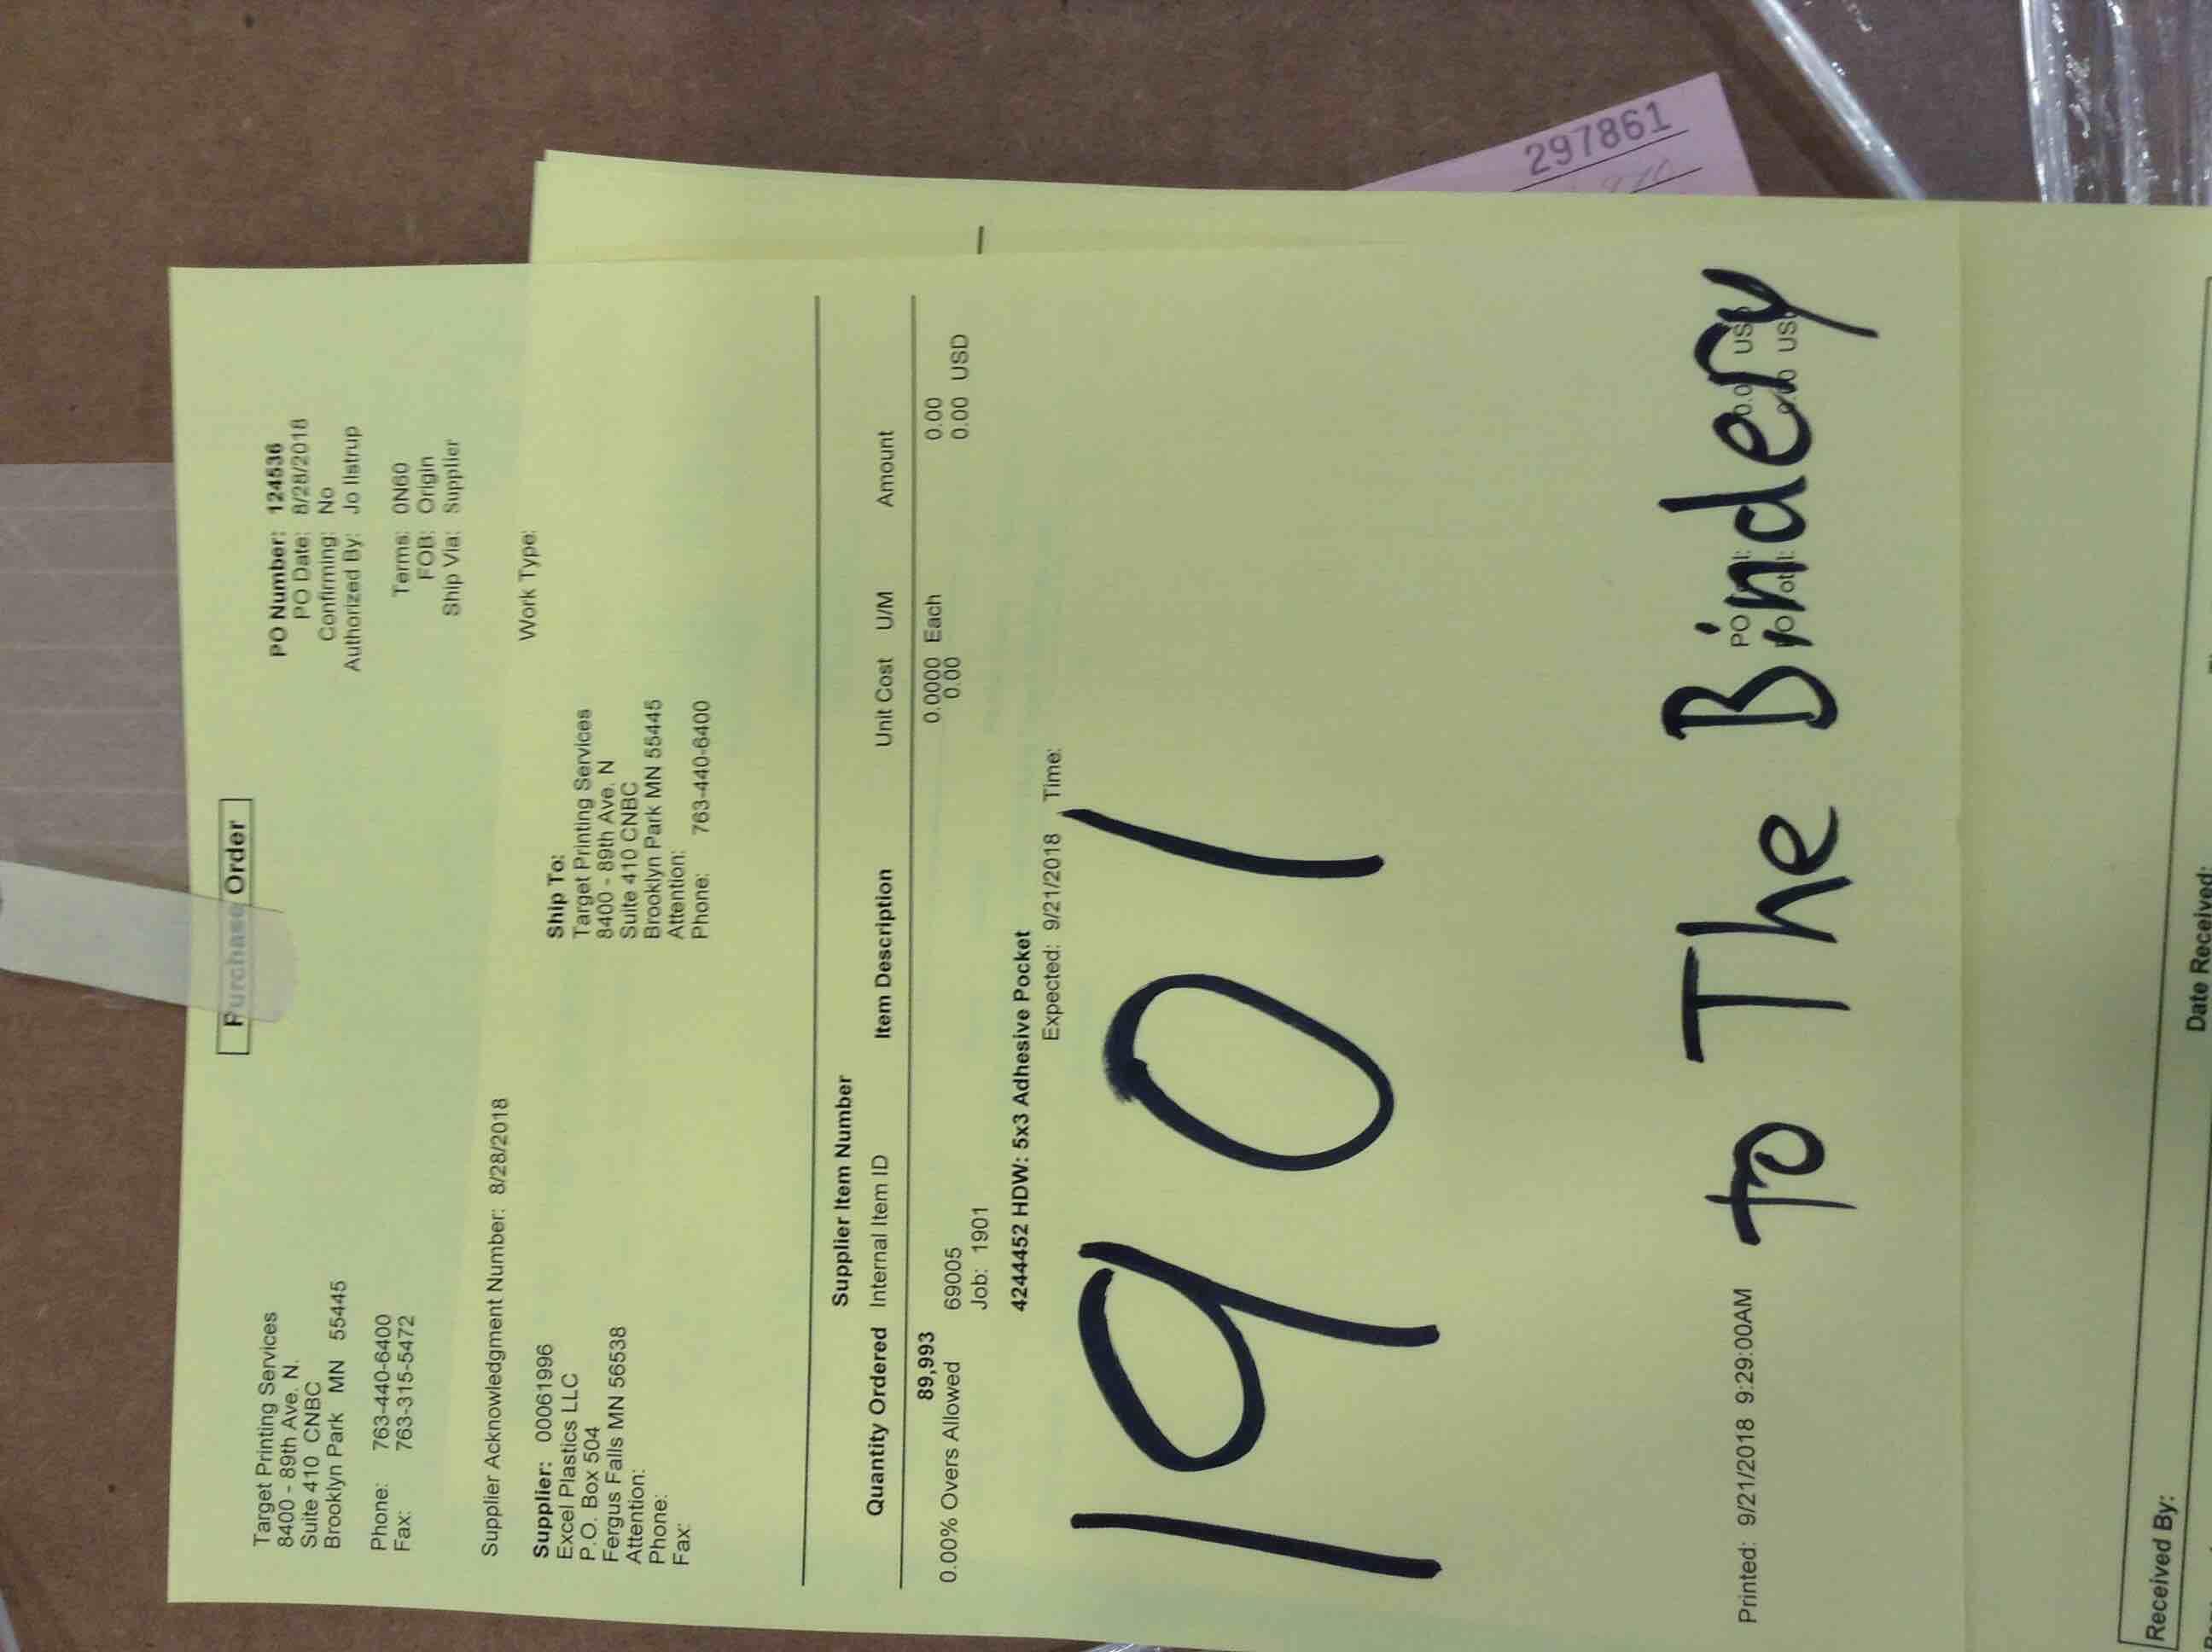 Purchase Order
Target Printing Services
8400 - 89th Ave. N.
Suite 410 CNBC
Brooklyn Park MN 55445
Phone: 763-440-6400
Fax: 763-315-5472
PO Number: 124536
PO Date: 8/28/2018
Confirming: No
Authorized By: Jo Iistrup
Terms: 0N60
FOB: Origin
Ship Via: Supplier
Supplier Acknowledgment Number: 8/28/2018
Work Type:
Supplier: 00061996
Excel Plastics LLC
P.O. Box 504
Fergus Falls MN 56538
Attention:
Phone:
Fax:
Ship To:
Target Printing Services
8400 - 89th Ave. N
Suite 410 CNBC
Brooklyn Park MN 55445
Attention:
Phone: 763-440-6400
Supplier Item Number
Quantity Ordered Internal Item ID Item Description Unit Cost U/M Amount
89,993 0.0000 Each 0.00
0.00% Overs Allowed 69005 0.00 0.00 USD
Job: 1901
4244452 HDW: 5x3 Adhesive Pocket
Expected: 9/21/2018 Time:
1901
to The Bindery
Printed: 9/21/2018 9:29:00AM
PO
Received By:
Date Received:
297861